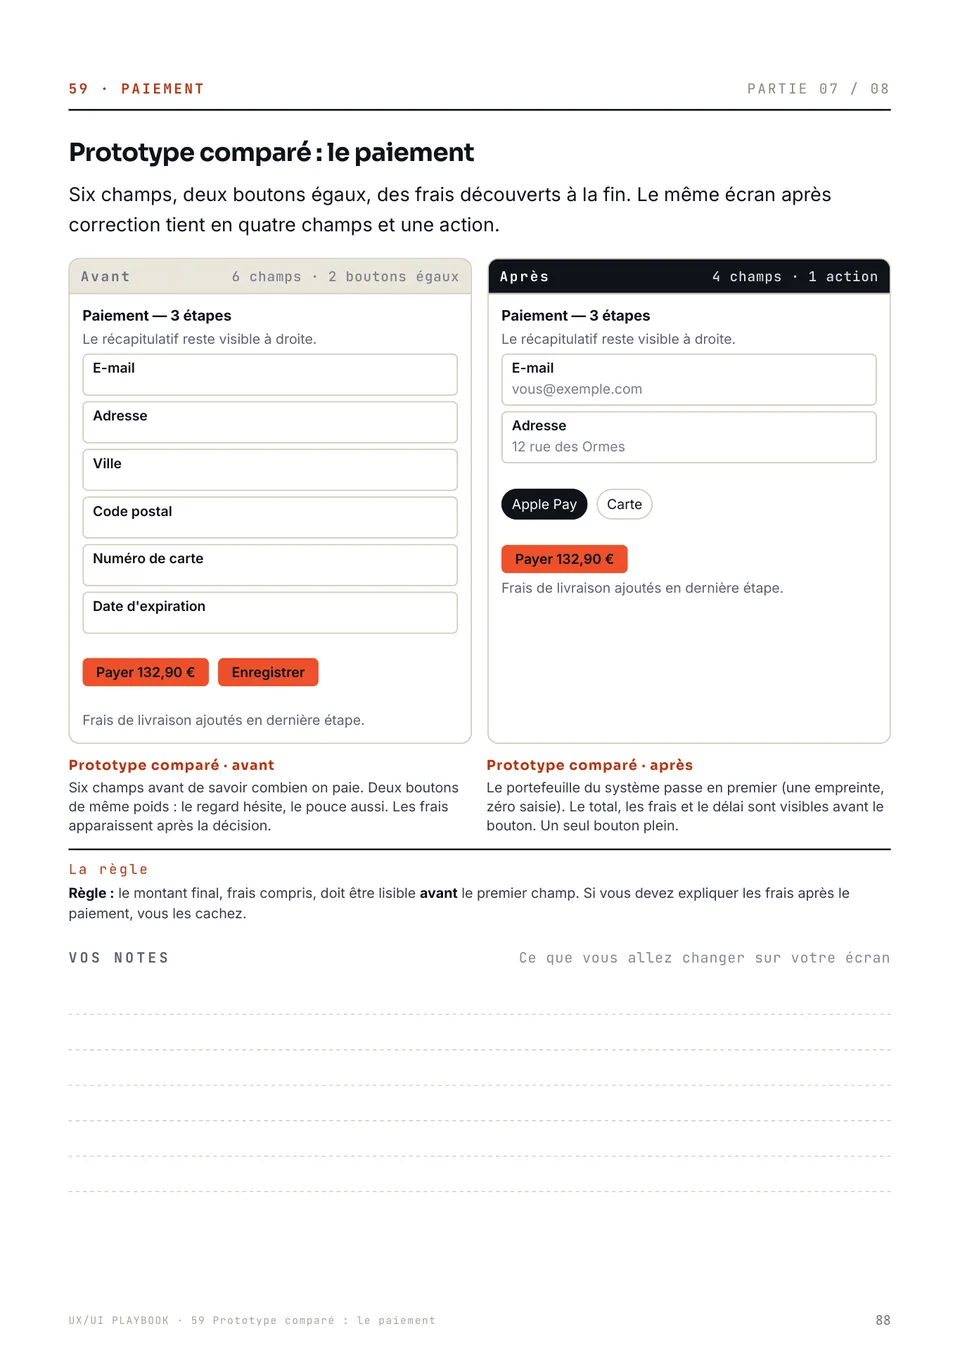 59 · PAIEMENT
PARTIE 07 / 08
Prototype comparé : le paiement
Six champs, deux boutons égaux, des frais découverts à la fin. Le même écran après
correction tient en quatre champs et une action.
Avant
6 champs · 2 boutons égaux
Paiement — 3 étapes
Le récapitulatif reste visible à droite.
E-mail
Adresse
Ville
Code postal
Numéro de carte
Date d'expiration
Payer 132,90 €
Enregistrer
Frais de livraison ajoutés en dernière étape.
Après
4 champs · 1 action
Paiement — 3 étapes
Le récapitulatif reste visible à droite.
E-mail
vous@exemple.com
Adresse
12 rue des Ormes
Apple Pay
Carte
Payer 132,90 €
Frais de livraison ajoutés en dernière étape.
Prototype comparé · avant
Six champs avant de savoir combien on paie. Deux boutons
de même poids : le regard hésite, le pouce aussi. Les frais
apparaissent après la décision.
Prototype comparé · après
Le portefeuille du système passe en premier (une empreinte,
zéro saisie). Le total, les frais et le délai sont visibles avant le
bouton. Un seul bouton plein.
La règle
Règle : le montant final, frais compris, doit être lisible avant le premier champ. Si vous devez expliquer les frais après le
paiement, vous les cachez.
VOS NOTES
Ce que vous allez changer sur votre écran
UX/UI PLAYBOOK · 59 Prototype comparé : le paiement
88